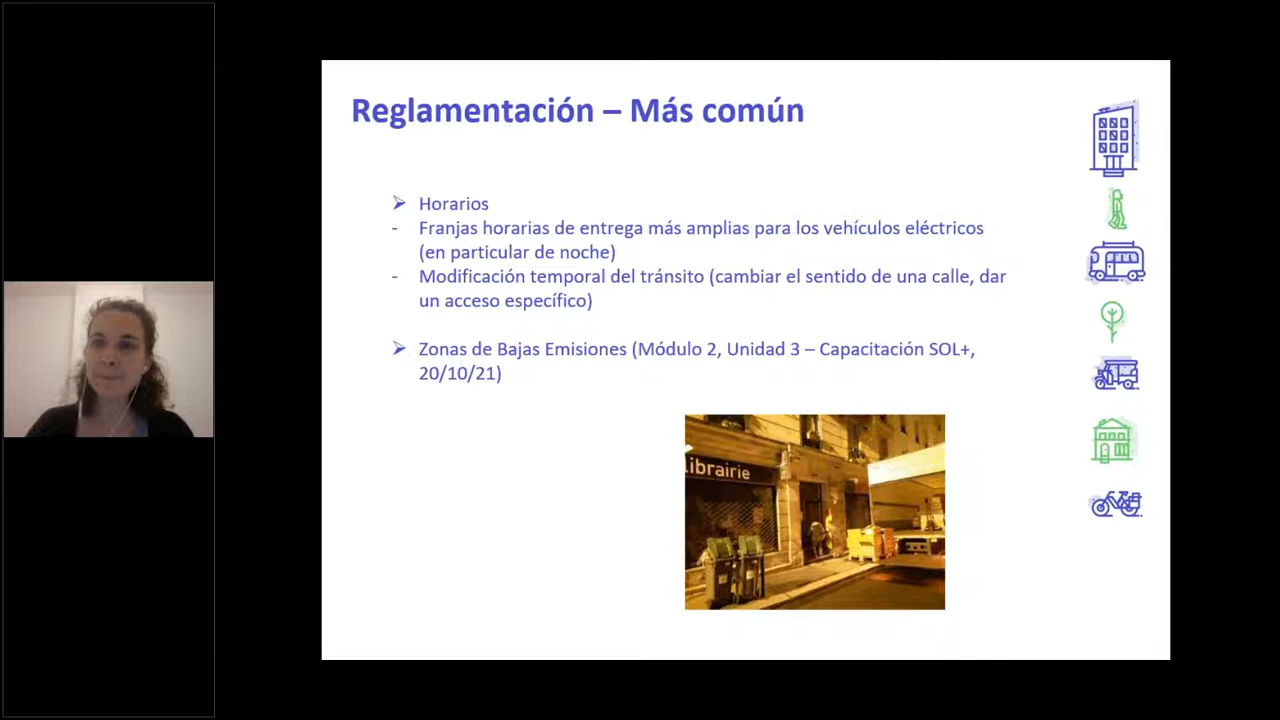 Reglamentación – Más común
➢ Horarios
- Franjas horarias de entrega más amplias para los vehículos eléctricos
(en particular de noche)
- Modificación temporal del tránsito (cambiar el sentido de una calle, dar
un acceso específico)
➢ Zonas de Bajas Emisiones (Módulo 2, Unidad 3 – Capacitación SOL+,
20/10/21)
librairie